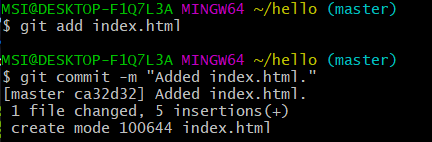 MSI@DESKTOP-F1Q7L3A MINGW64 ~/hello (master)
$ git add index.html
MSI@DESKTOP-F1Q7L3A MINGW64 ~/hello (master)
$ git commit -m "Added index.html."
[master ca32d32] Added index.html.
1 file changed, 5 insertions(+)
create mode 100644 index.html